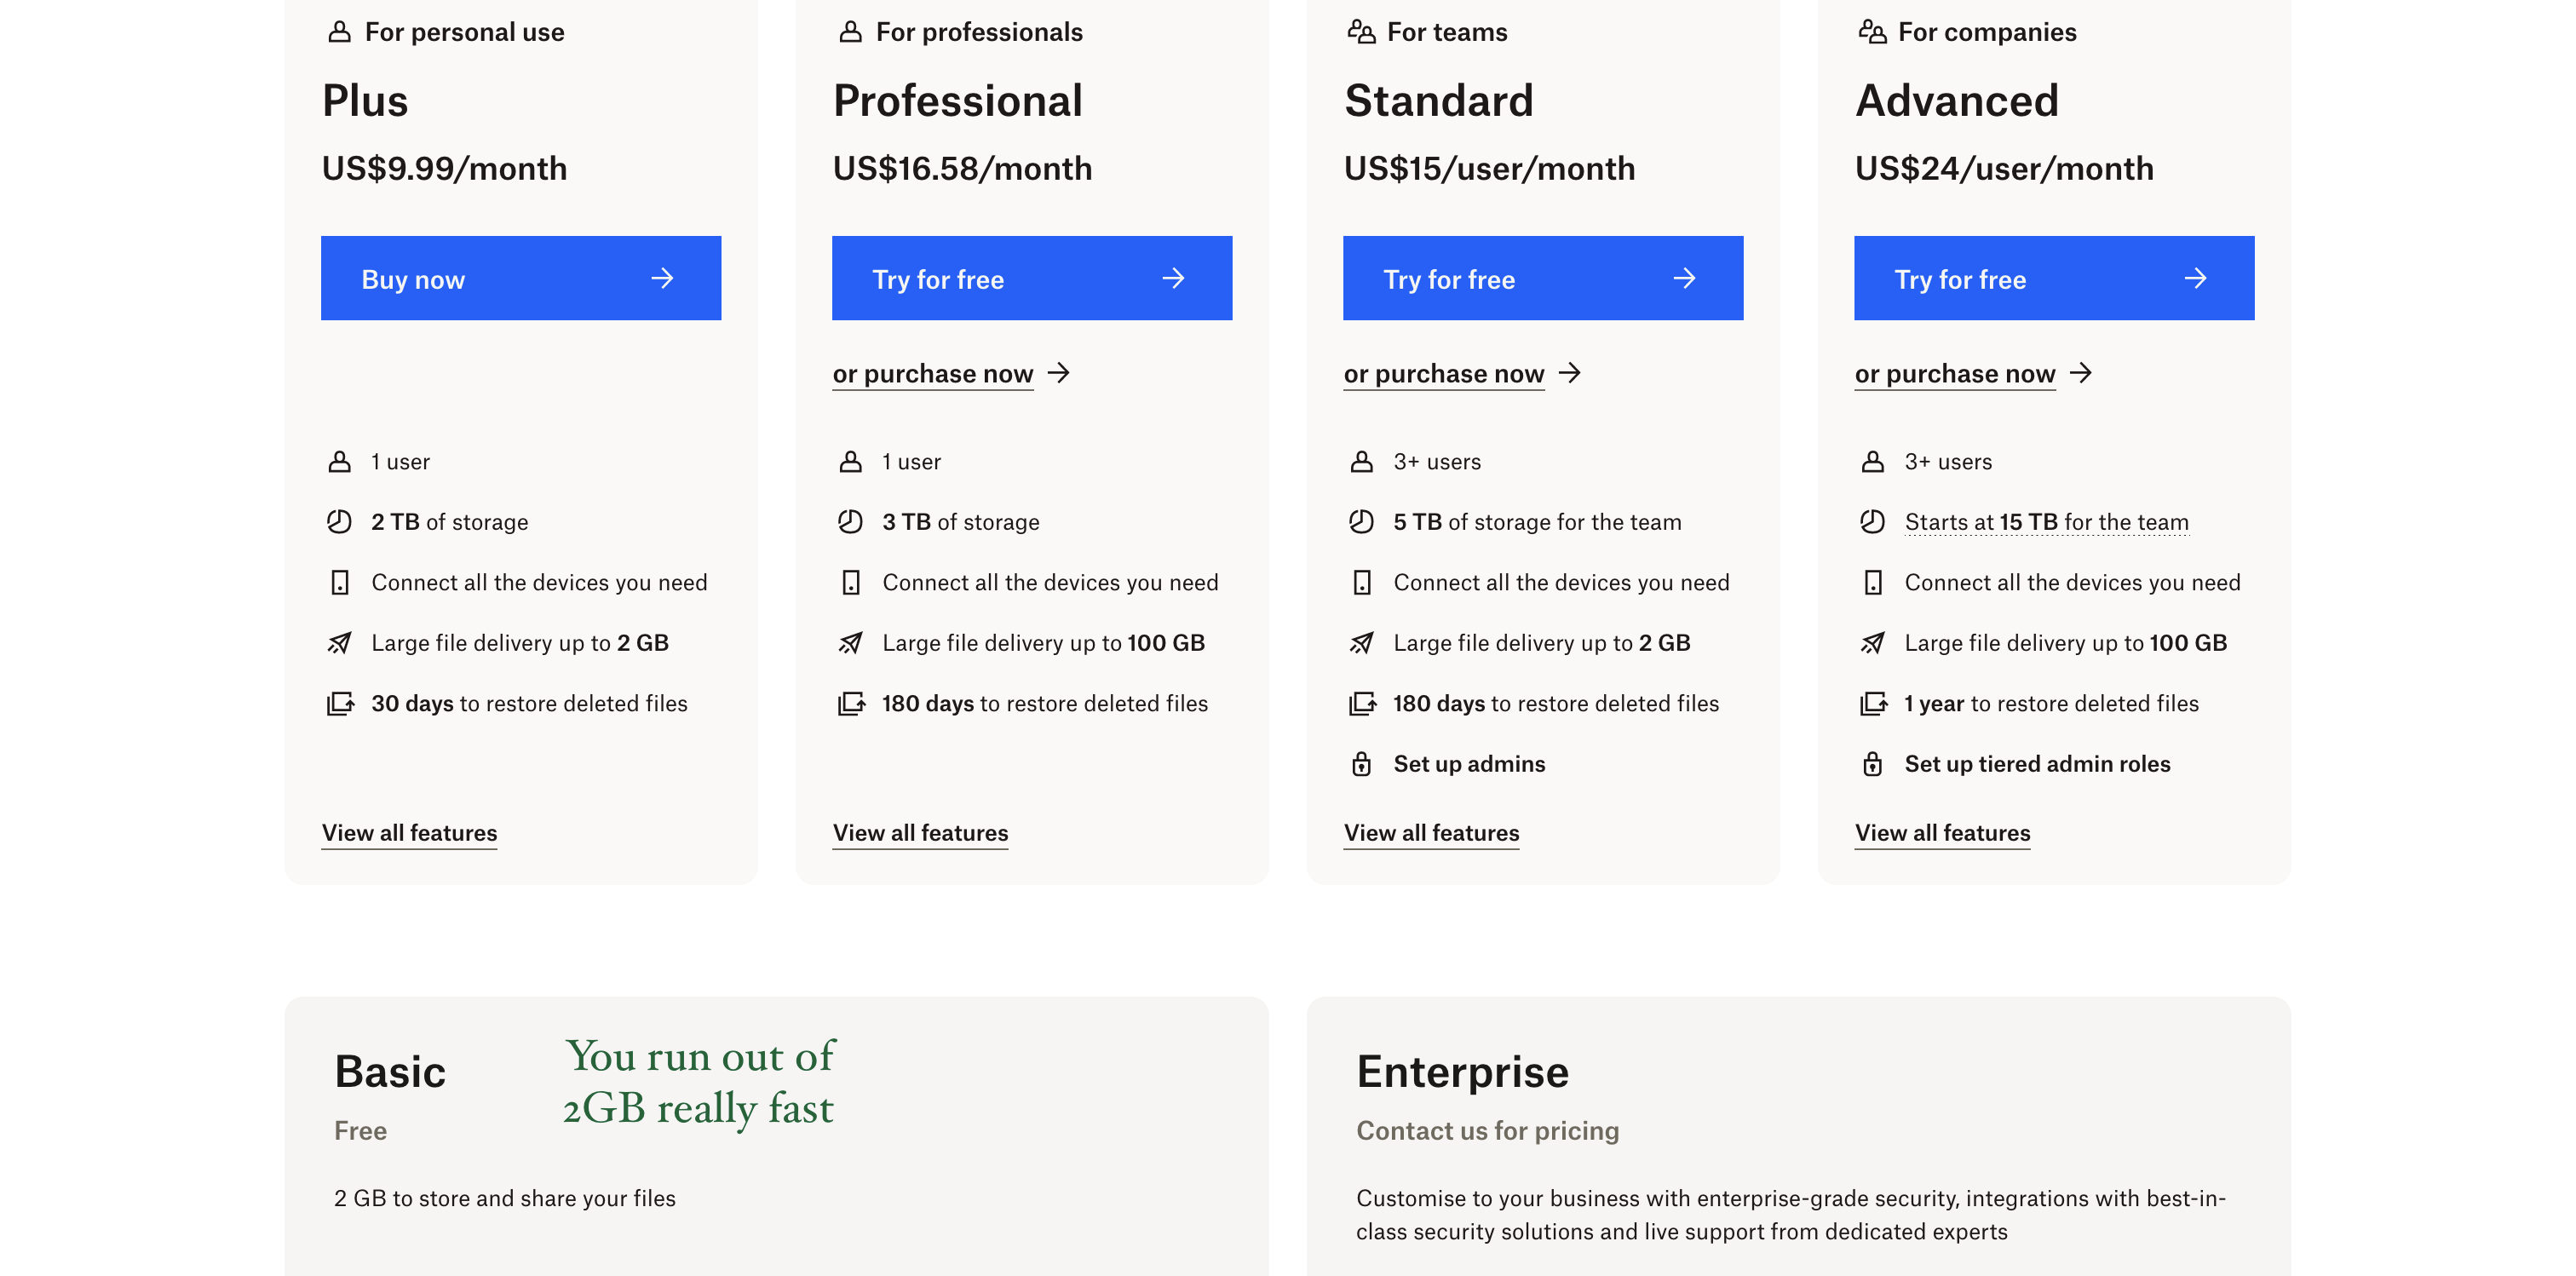 For personal use
Plus
US$9.99/month
Buy now
1 user
2 TB of storage
Connect all the devices you need
Large file delivery up to 2 GB
30 days to restore deleted files
View all features
For professionals
Professional
US$16.58/month
Try for free
or purchase now
1 user
3 TB of storage
Connect all the devices you need
Large file delivery up to 100 GB
180 days to restore deleted files
View all features
For teams
Standard
US$15/user/month
Try for free
or purchase now
3+ users
5 TB of storage for the team
Connect all the devices you need
Large file delivery up to 2 GB
180 days to restore deleted files
Set up admins
View all features
For companies
Advanced
US$24/user/month
Try for free
or purchase now
3+ users
Starts at 15 TB for the team
Connect all the devices you need
Large file delivery up to 100 GB
1 year to restore deleted files
Set up tiered admin roles
View all features
Basic
Free
You run out of
2GB really fast
2 GB to store and share your files
Enterprise
Contact us for pricing
Customise to your business with enterprise-grade security, integrations with best-in-
class security solutions and live support from dedicated experts